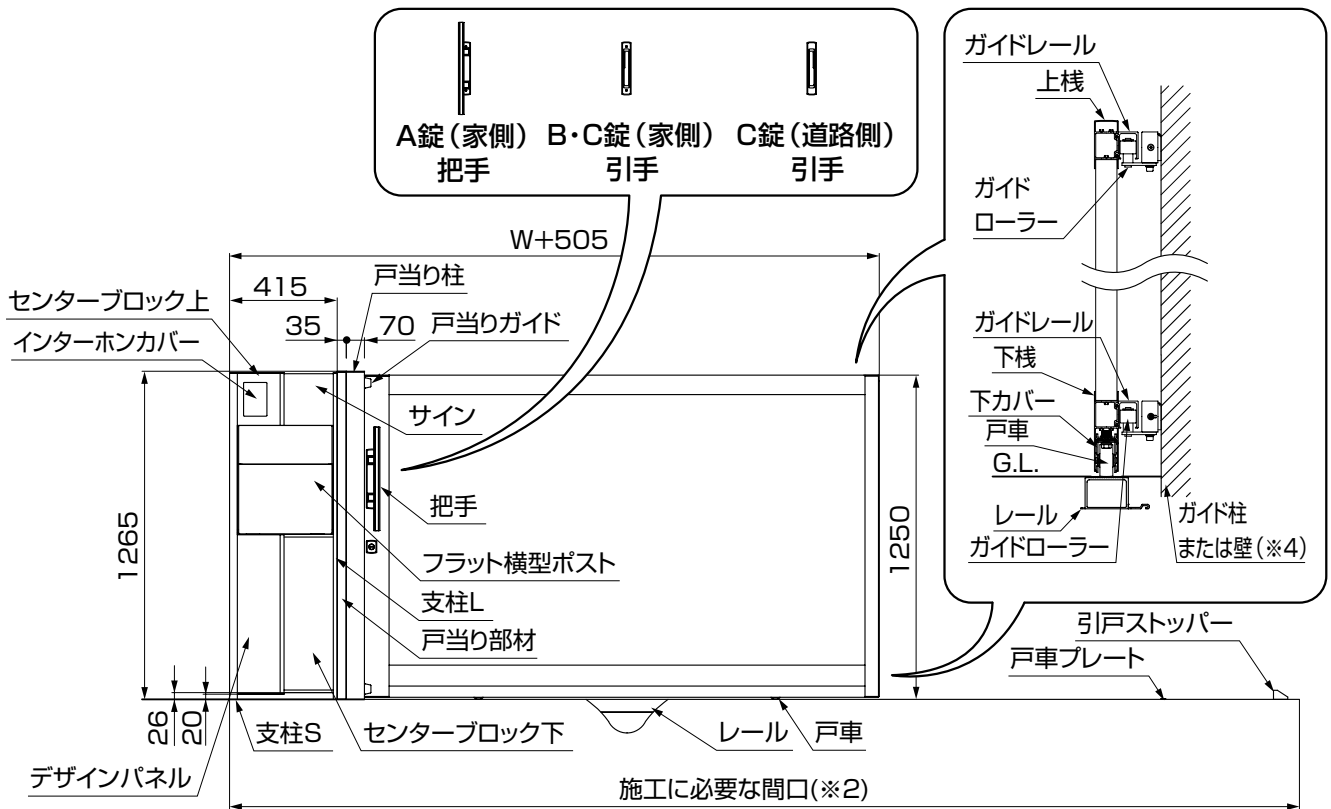 A錠（家側）
把手
B・C錠（家側）
引手
C錠（道路側）
引手
W+505
415
戸当り柱
35
70
戸当りガイド
センターブロック上
インターホンカバー
サイン
把手
フラット横型ポスト
支柱L
戸当り部材
1265
1250
26
20
支柱S
センターブロック下
レール
戸車
デザインパネル
施工に必要な間口(※2)
戸車プレート
引戸ストッパー
ガイドレール
上桟
ガイド
ローラー
ガイドレール
下桟
下カバー
戸車
G.L.
レール
ガイドローラー
ガイド柱
または壁(※4)